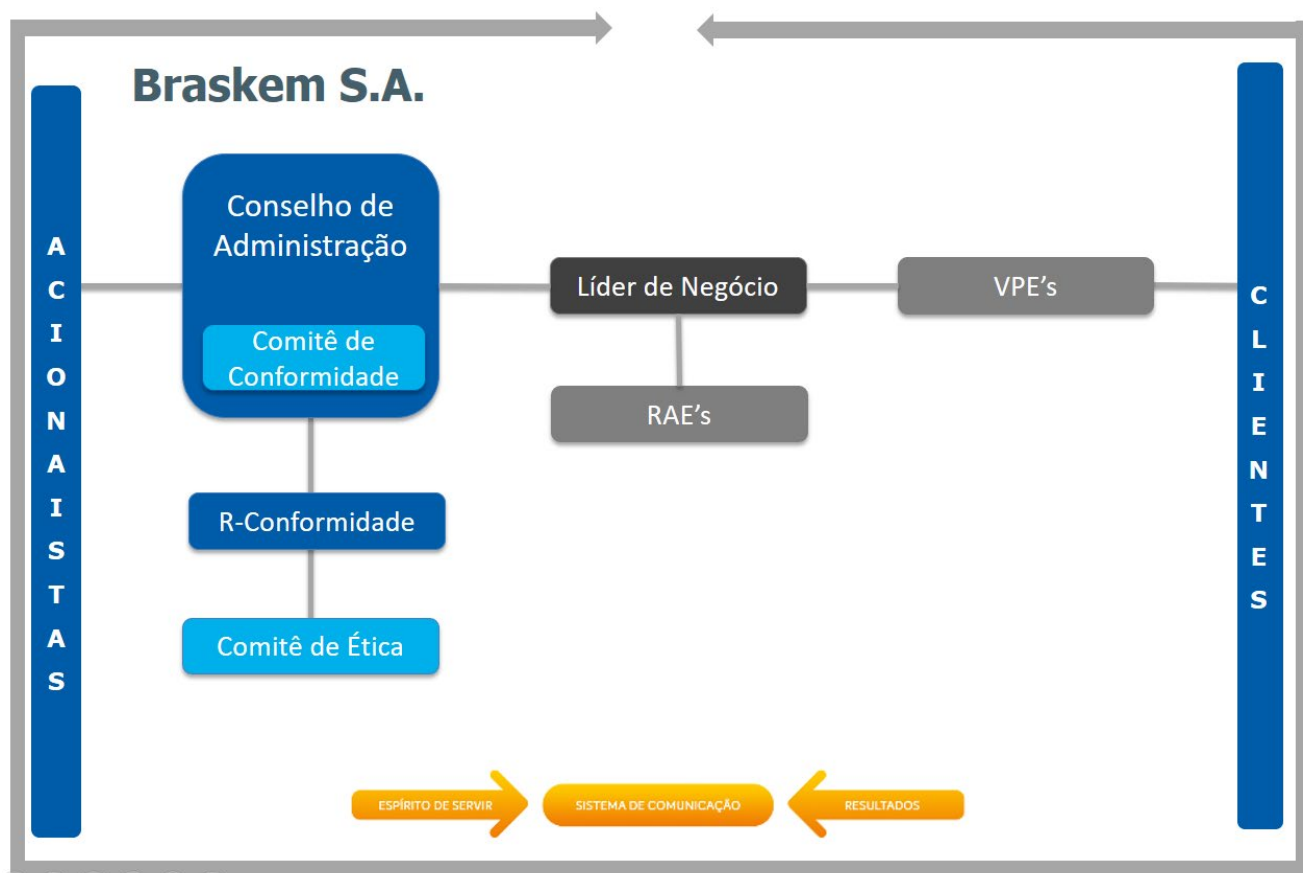 Braskem S.A.
ACIONAISTAS
Conselho de
Administração
Comitê de
Conformidade
Líder de Negócio
VPE's
RAE's
R-Conformidade
Comitê de Ética
CLIENTES
ESPÍRITO DE SERVIR
SISTEMA DE COMUNICAÇÃO
RESULTADOS